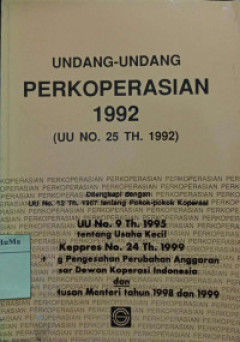 UNDANG-UNDANG
PERKOPERASIAN
1992
(UU NO. 25 TH. 1992)
Dilengkapi dengan:
UU No. 12 Th. 1967 tentang Pokok-pokok Koperasi
UU No. 9 Th. 1995
tentang Usaha Kecil
Keppres No. 24 Th. 1999
g Pengesahan Perubahan Anggaran
sar Dewan Koperasi Indonesia
dan
tusan Menteri tahun 1998 dan 1999